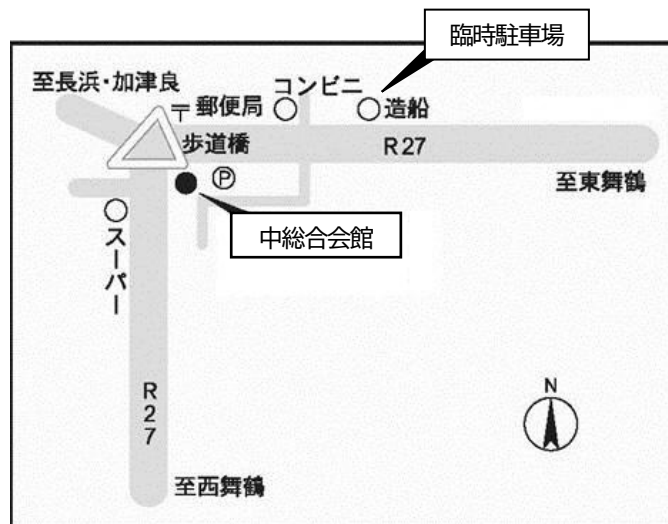 臨時駐車場
至長浜・加津良
コンビニ
〒郵便局
造船
歩道橋
R27
至東舞鶴
Ⓟ
中総合会館
スーパー
R27
N
至西舞鶴